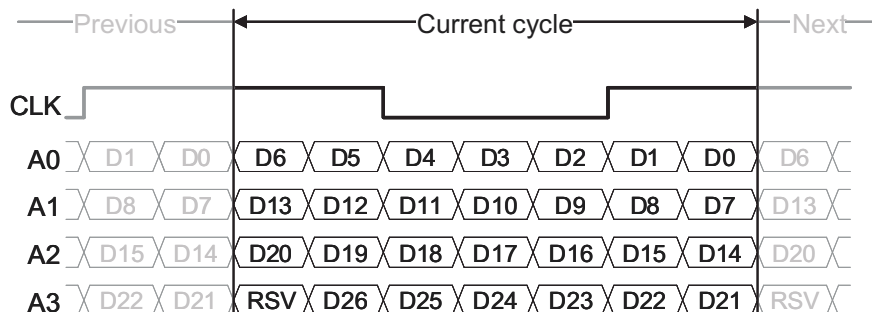 Previous Current cycle Next
CLK
A0 D1 D0 D6 D5 D4 D3 D2 D1 D0 D6
A1 D8 D7 D13 D12 D11 D10 D9 D8 D7 D13
A2 D15 D14 D20 D19 D18 D17 D16 D15 D14 D20
A3 D22 D21 RSV D26 D25 D24 D23 D22 D21 RSV